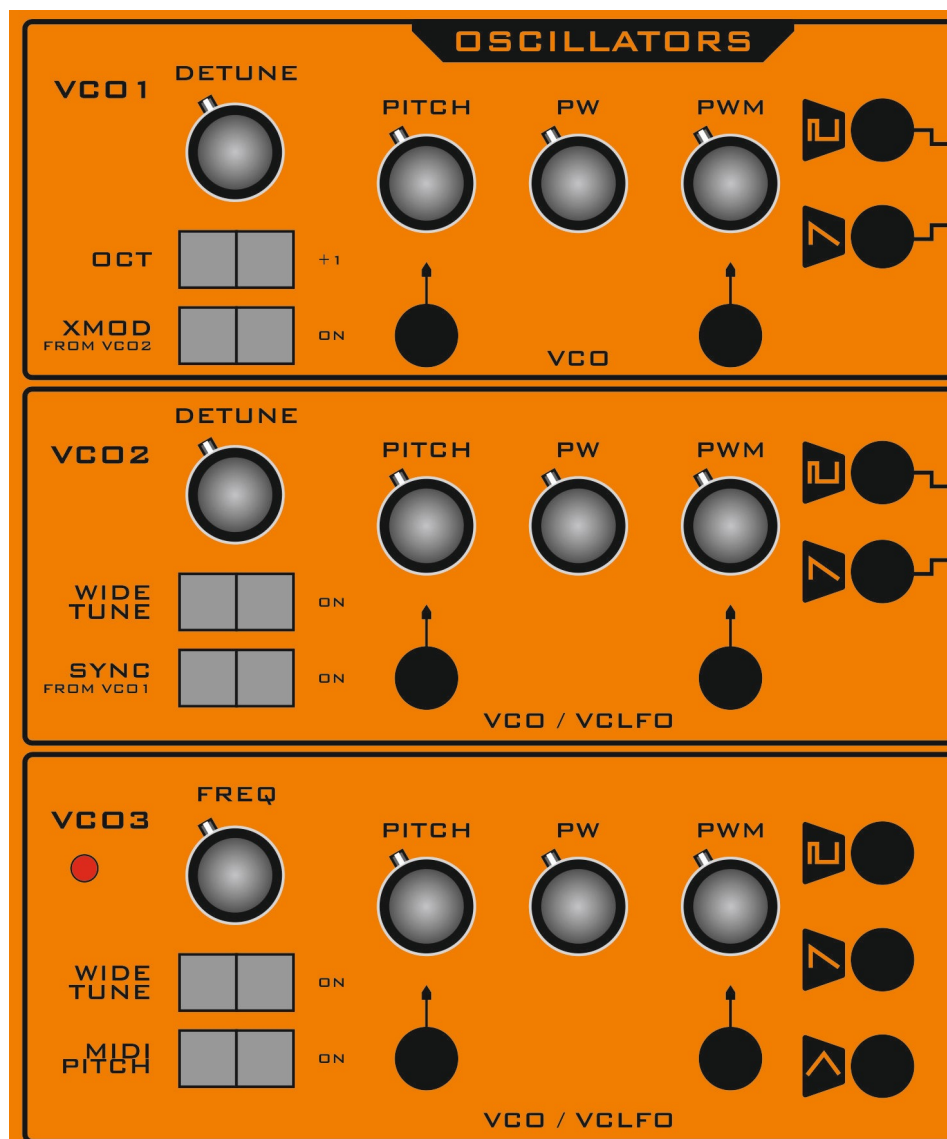 OSCILLATORS
VCO1
DETUNE
PITCH
PW
PWM
OCT
+1
XMOD
FROM VCO2
ON
VCO
VCO2
DETUNE
PITCH
PW
PWM
WIDE
TUNE
ON
SYNC
FROM VCO1
ON
VCO / VCLFO
VCO3
FREQ
PITCH
PW
PWM
WIDE
TUNE
ON
MIDI
PITCH
ON
VCO / VCLFO